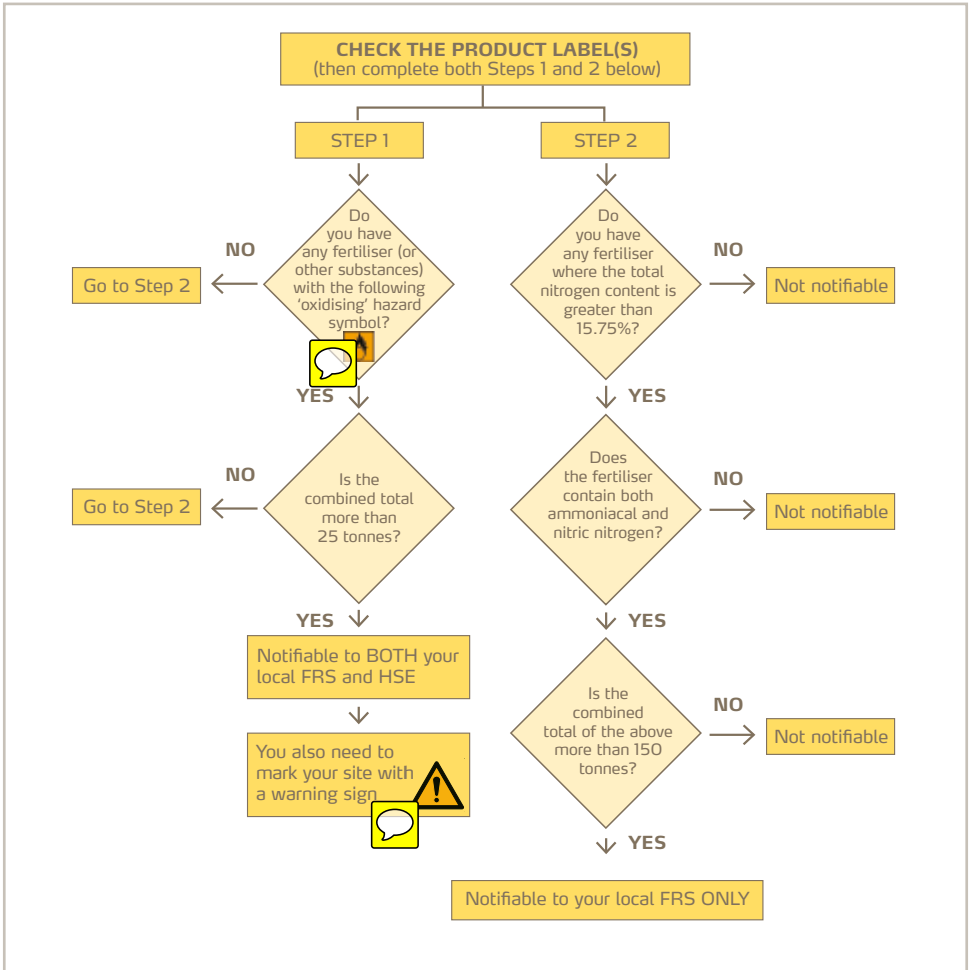 CHECK THE PRODUCT LABEL(S)
(then complete both Steps 1 and 2 below)
STEP 1
Do
you have
any fertiliser (or
other substances)
with the following
‘oxidising’ hazard
symbol?
NO
Go to Step 2
YES
Is the
combined total
more than
25 tonnes?
NO
Go to Step 2
YES
Notifiable to BOTH your
local FRS and HSE
You also need to
mark your site with
a warning sign
STEP 2
Do
you have
any fertiliser
where the total
nitrogen content is
greater than
15.75%?
NO
Not notifiable
YES
Does
the fertiliser
contain both
ammoniacal and
nitric nitrogen?
NO
Not notifiable
YES
Is the
combined
total of the above
more than 150
tonnes?
NO
Not notifiable
YES
Notifiable to your local FRS ONLY